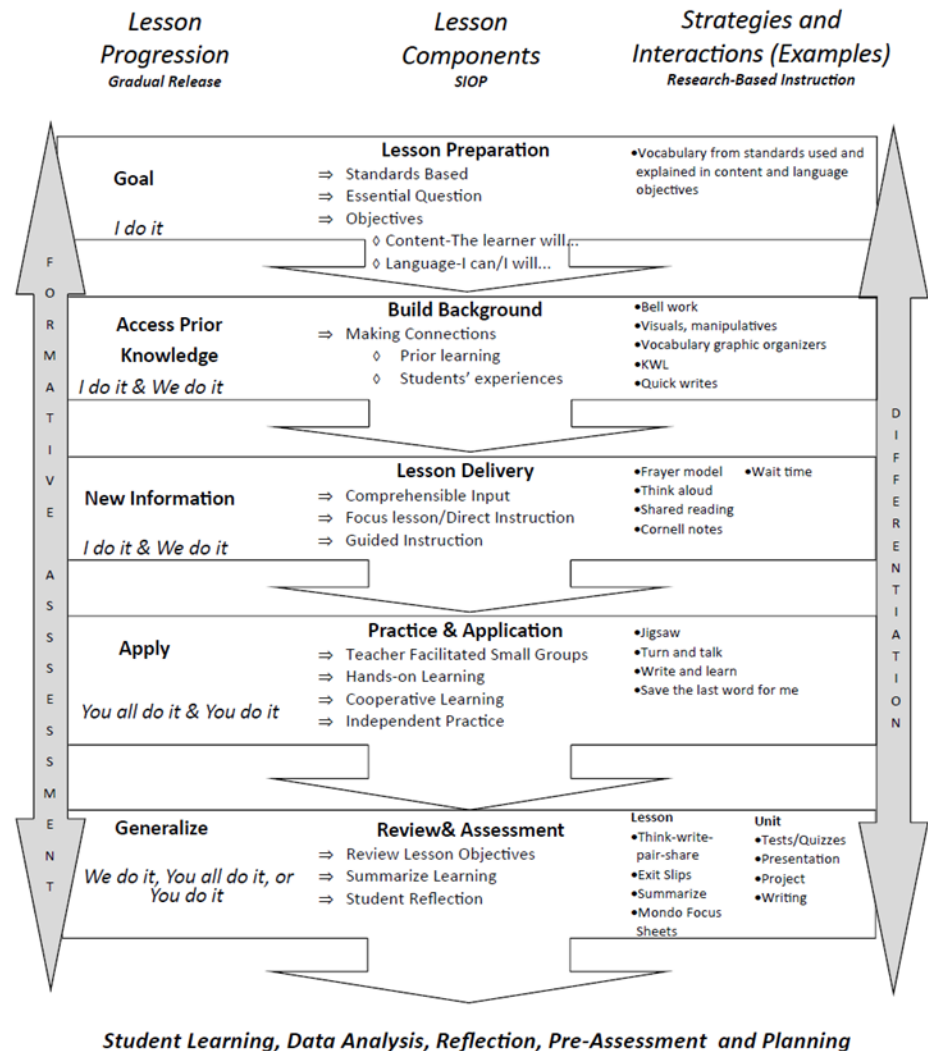 Lesson
Progression
Gradual Release
Lesson
Components
SIOP
Strategies and
Interactions (Examples)
Research-Based Instruction
FORMATIVE ASSESSMENT
Goal
I do it
Lesson Preparation
⇒ Standards Based
⇒ Essential Question
⇒ Objectives
◊ Content-The learner will...
◊ Language-I can/I will...
•Vocabulary from standards used and
explained in content and language
objectives
Access Prior
Knowledge
I do it & We do it
Build Background
⇒ Making Connections
◊ Prior learning
◊ Students' experiences
•Bell work
•Visuals, manipulatives
•Vocabulary graphic organizers
•KWL
•Quick writes
New Information
I do it & We do it
Lesson Delivery
⇒ Comprehensible Input
⇒ Focus lesson/Direct Instruction
⇒ Guided Instruction
•Frayer model •Wait time
•Think aloud
•Shared reading
•Cornell notes
Apply
You all do it & You do it
Practice & Application
⇒ Teacher Facilitated Small Groups
⇒ Hands-on Learning
⇒ Cooperative Learning
⇒ Independent Practice
•Jigsaw
•Turn and talk
•Write and learn
•Save the last word for me
Generalize
We do it, You all do it, or
You do it
Review& Assessment
⇒ Review Lesson Objectives
⇒ Summarize Learning
⇒ Student Reflection
Lesson
•Think-write-
pair-share
•Exit Slips
•Summarize
•Mondo Focus
Sheets
Unit
•Tests/Quizzes
•Presentation
•Project
•Writing
DIFFERENTIATION
Student Learning, Data Analysis, Reflection, Pre-Assessment and Planning